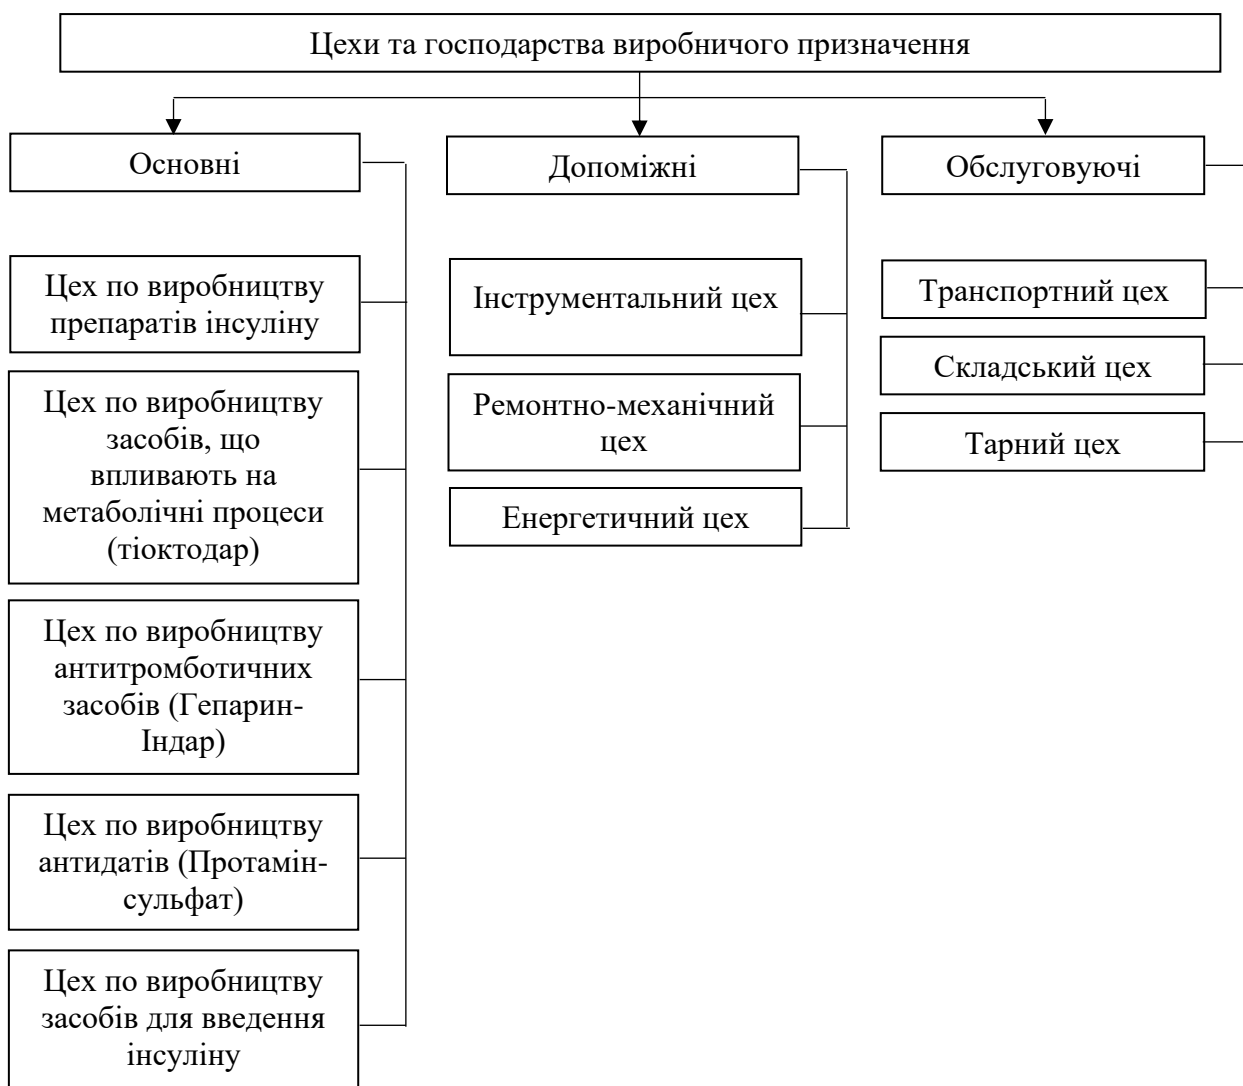 Цехи та господарства виробничого призначення
Основні
Допоміжні
Обслуговуючі
Цех по виробництву
препаратів інсуліну
Цех по виробництву
засобів, що
впливають на
метаболічні процеси
(тіоктодар)
Цех по виробництву
антитромботичних
засобів (Гепарин-
Індар)
Цех по виробництву
антидатів (Протамін-
сульфат)
Цех по виробництву
засобів для введення
інсуліну
Інструментальний цех
Ремонтно-механічний
цех
Енергетичний цех
Транспортний цех
Складський цех
Тарний цех